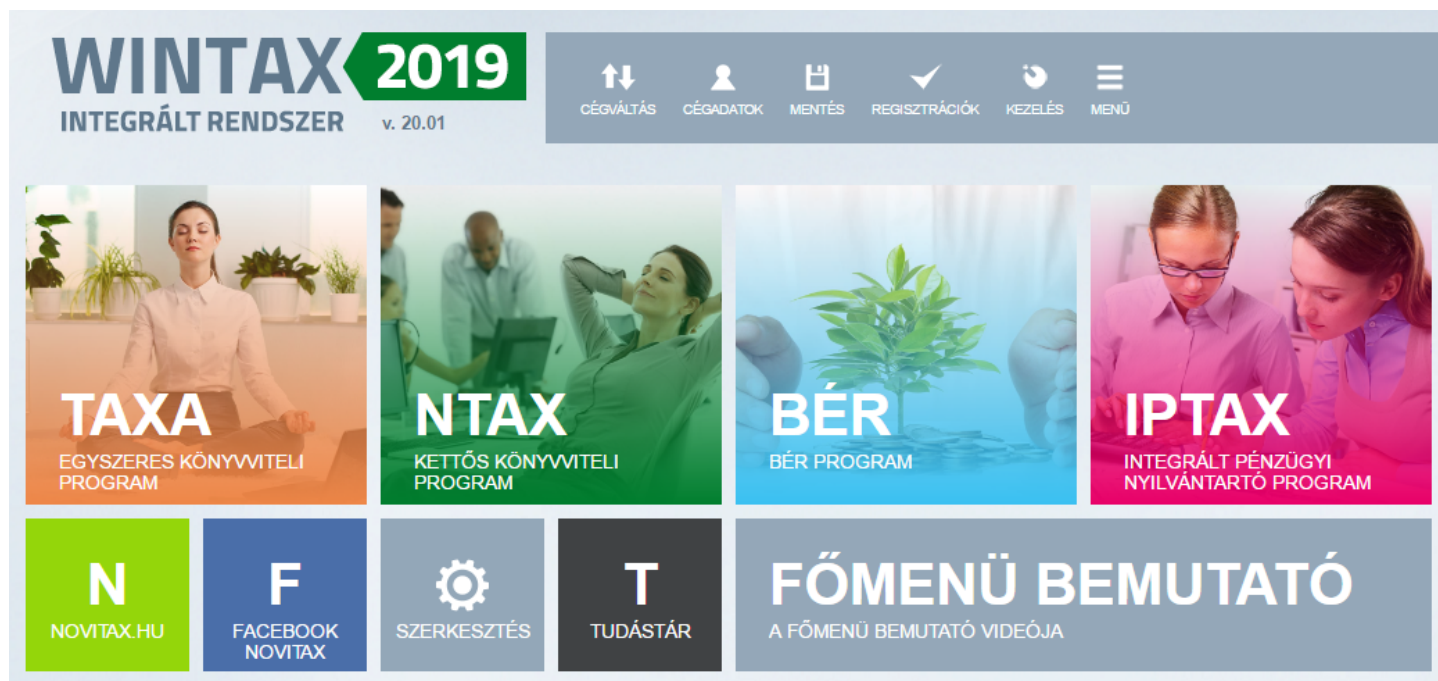 WINTAX 2019
INTEGRÁLT RENDSZER v. 20.01
CÉGVÁLTÁS CÉGADATOK MENTÉS REGISZTRÁCIÓK KEZELÉS MENÜ
TAXA
EGYSZERES KÖNYVVITELI
PROGRAM
NTAX
KETTŐS KÖNYVVITELI
PROGRAM
BÉR
BÉR PROGRAM
IPTAX
INTEGRÁLT PÉNZÜGYI
NYILVÁNTARTÓ PROGRAM
N
NOVITAX.HU
F
FACEBOOK
NOVITAX
SZERKESZTÉS
T
TUDÁSTÁR
FŐMENÜ BEMUTATÓ
A FŐMENÜ BEMUTATÓ VIDEÓJA